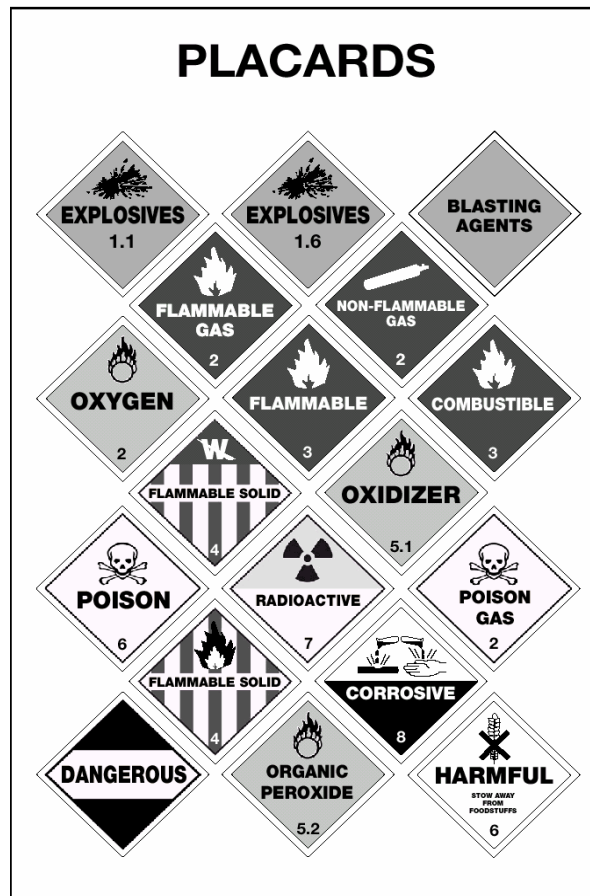 PLACARDS
EXPLOSIVES
1.1
EXPLOSIVES
1.6
BLASTING
AGENTS
FLAMMABLE
GAS
2
NON-FLAMMABLE
GAS
2
OXYGEN
2
FLAMMABLE
3
COMBUSTIBLE
3
W
FLAMMABLE SOLID
4
OXIDIZER
5.1
POISON
6
RADIOACTIVE
7
POISON
GAS
2
FLAMMABLE SOLID
4
CORROSIVE
8
DANGEROUS
ORGANIC
PEROXIDE
5.2
HARMFUL
STOW AWAY
FROM
FOODSTUFFS
6